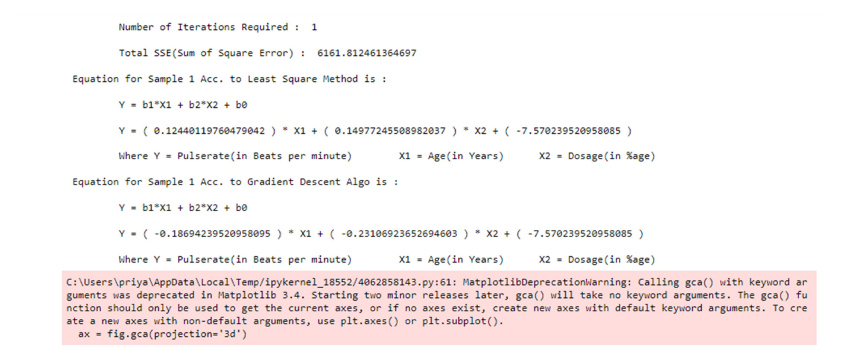 Number of Iterations Required :  1
Total SSE(Sum of Square Error) :  6161.812461364697
Equation for Sample 1 Acc. to Least Square Method is :
Y = b1*X1 + b2*X2 + b0
Y = ( 0.12440119760479042 ) * X1 + ( 0.14977245508982037 ) * X2 + ( -7.570239520958085 )
Where Y = Pulserate(in Beats per minute)        X1 = Age(in Years)      X2 = Dosage(in %age)
Equation for Sample 1 Acc. to Gradient Descent Algo is :
Y = b1*X1 + b2*X2 + b0
Y = ( -0.18694239520958095 ) * X1 + ( -0.23106923652694603 ) * X2 + ( -7.570239520958085 )
Where Y = Pulserate(in Beats per minute)        X1 = Age(in Years)      X2 = Dosage(in %age)
C:\Users\priya\AppData\Local\Temp/ipykernel_18552/4062858143.py:61: MatplotlibDeprecationWarning: Calling gca() with keyword ar
guments was deprecated in Matplotlib 3.4. Starting two minor releases later, gca() will take no keyword arguments. The gca() fu
nction should only be used to get the current axes, or if no axes exist, create new axes with default keyword arguments. To cre
ate a new axes with non-default arguments, use plt.axes() or plt.subplot().
  ax = fig.gca(projection='3d')